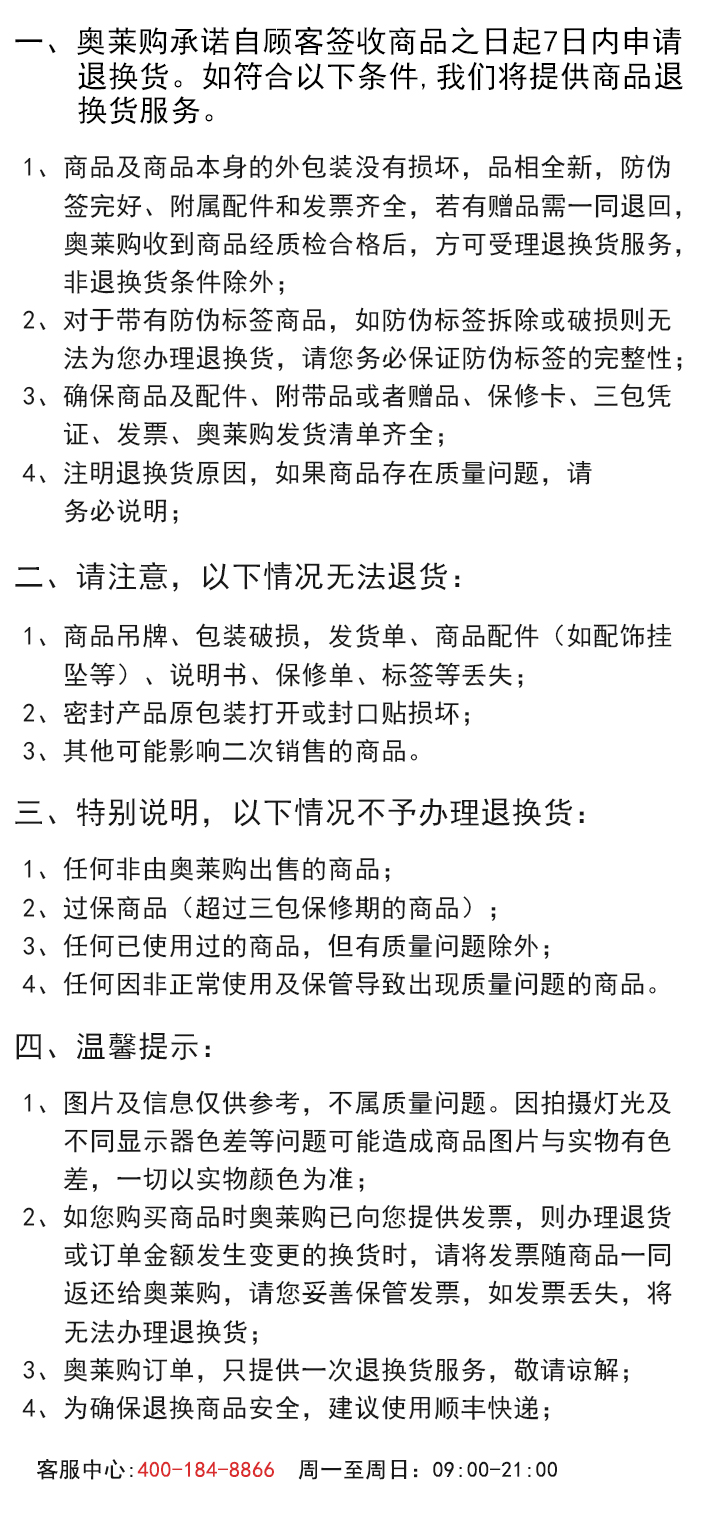 一、奥莱购承诺自顾客签收商品之日起7日内申请
退换货。如符合以下条件,我们将提供商品退
换货服务。
1、商品及商品本身的外包装没有损坏，品相全新，防伪
签完好、附属配件和发票齐全，若有赠品需一同退回，
奥莱购收到商品经质检合格后，方可受理退换货服务，
非退换货条件除外；
2、对于带有防伪标签商品，如防伪标签拆除或破损则无
法为您办理退换货，请您务必保证防伪标签的完整性；
3、确保商品及配件、附带品或者赠品、保修卡、三包凭
证、发票、奥莱购发货清单齐全；
4、注明退换货原因，如果商品存在质量问题，请
务必说明；
二、请注意，以下情况无法退货：
1、商品吊牌、包装破损，发货单、商品配件（如配饰挂
坠等）、说明书、保修单、标签等丢失；
2、密封产品原包装打开或封口贴损坏；
3、其他可能影响二次销售的商品。
三、特别说明，以下情况不予办理退换货：
1、任何非由奥莱购出售的商品；
2、过保商品（超过三包保修期的商品）；
3、任何已使用过的商品，但有质量问题除外；
4、任何因非正常使用及保管导致出现质量问题的商品。
四、温馨提示：
1、图片及信息仅供参考，不属质量问题。因拍摄灯光及
不同显示器色差等问题可能造成商品图片与实物有色
差，一切以实物颜色为准；
2、如您购买商品时奥莱购已向您提供发票，则办理退货
或订单金额发生变更的换货时，请将发票随商品一同
返还给奥莱购，请您妥善保管发票，如发票丢失，将
无法办理退换货；
3、奥莱购订单，只提供一次退换货服务，敬请谅解；
4、为确保退换商品安全，建议使用顺丰快递；
客服中心:400-184-8866 周一至周日：09:00-21:00